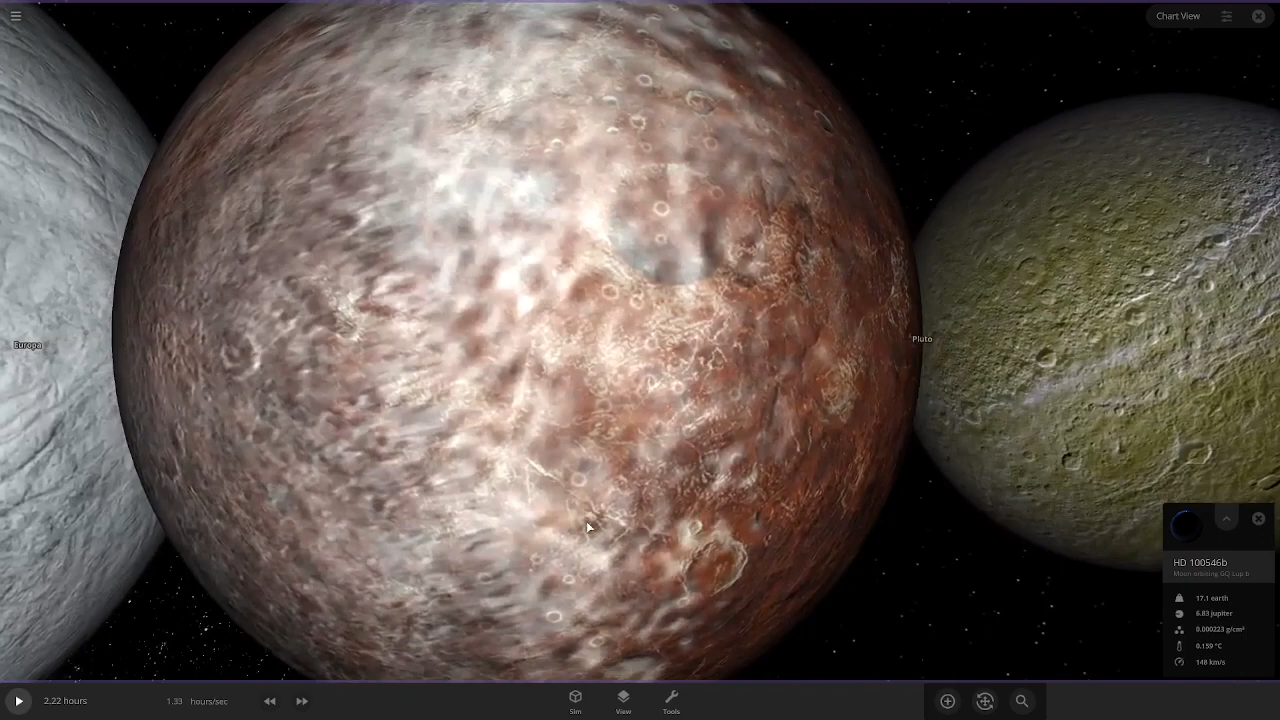 Chart View
Europa
Pluto
HD 100546b
Moon orbiting GQ Lup b
17.1 earth
6.83 jupiter
0.000223 g/cm³
0.159 °C
148 km/s
2.22 hours
1.33 hours/sec
Sim
View
Tools